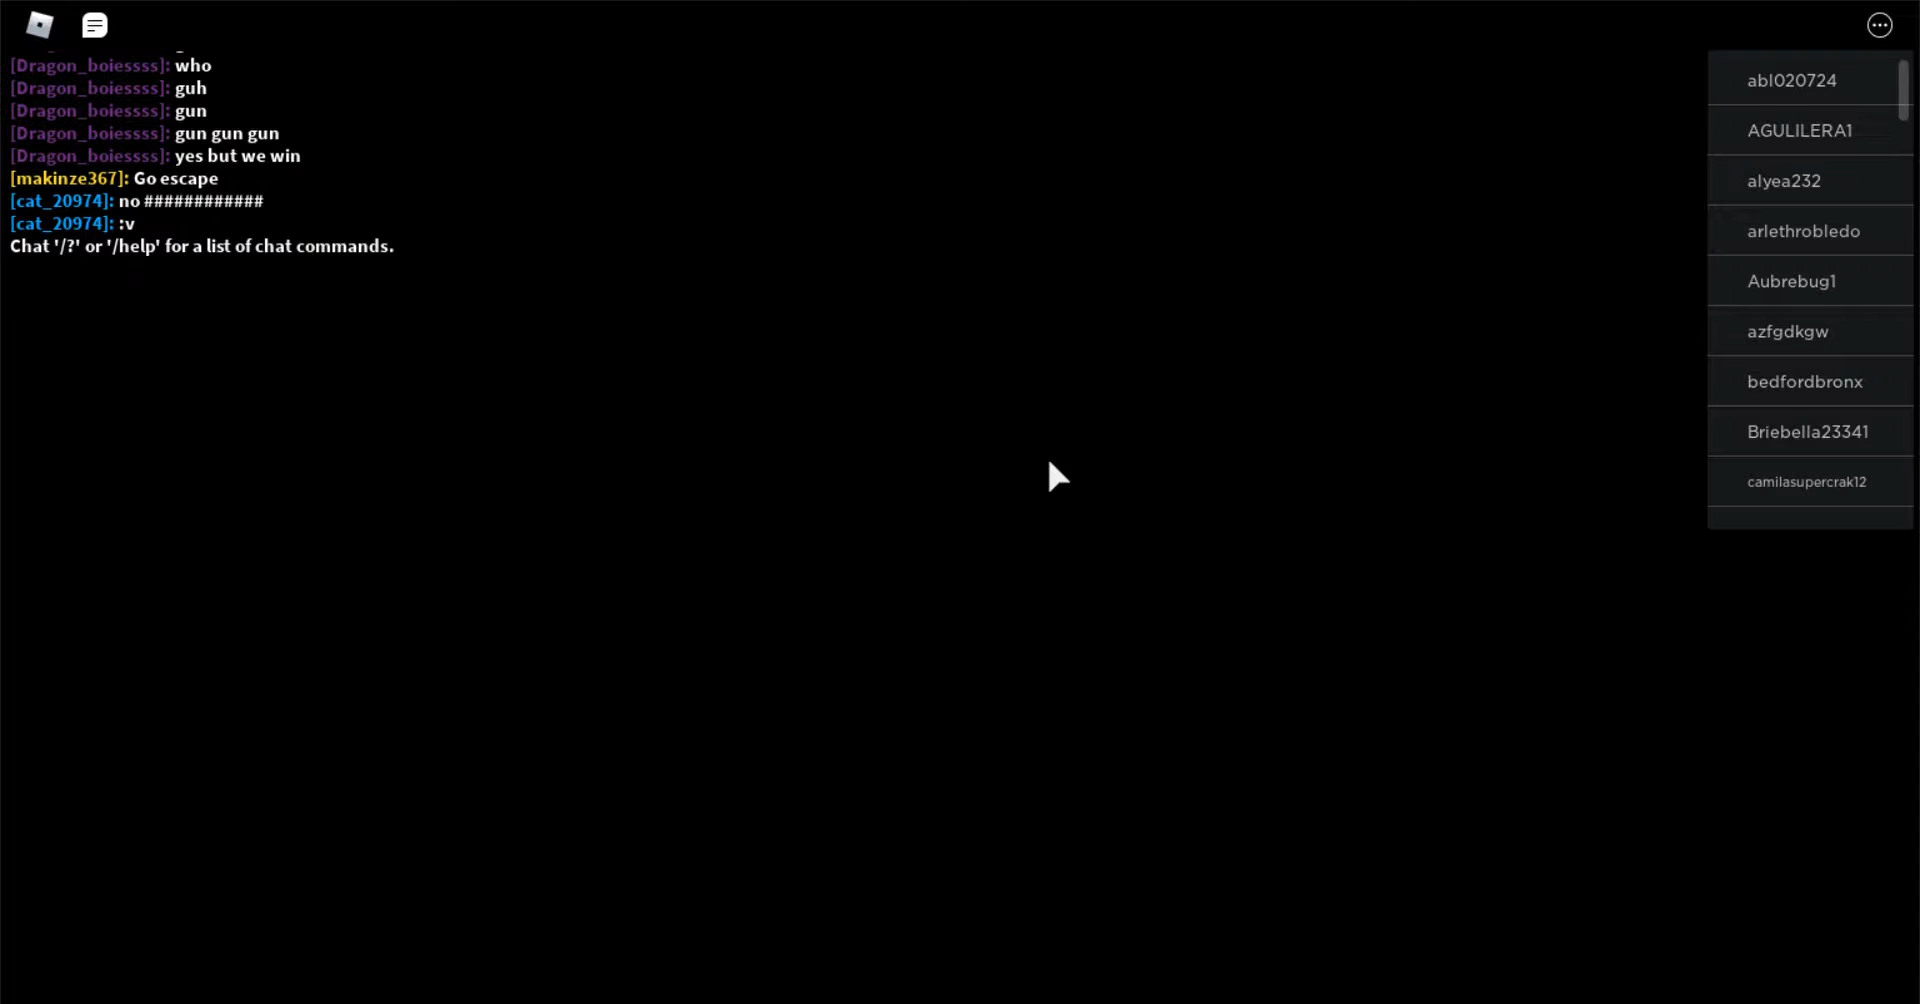 [Dragon_boiessss]: who
[Dragon_boiessss]: guh
[Dragon_boiessss]: gun
[Dragon_boiessss]: gun gun gun
[Dragon_boiessss]: yes but we win
[makinze367]: Go escape
[cat_20974]: no ############
[cat_20974]: :v
Chat '/?' or '/help' for a list of chat commands.
abl020724
AGULILERA1
alyea232
arlethrobledo
Aubrebug1
azfgdkgw
bedfordbronx
Briebella23341
camilasupercrak12